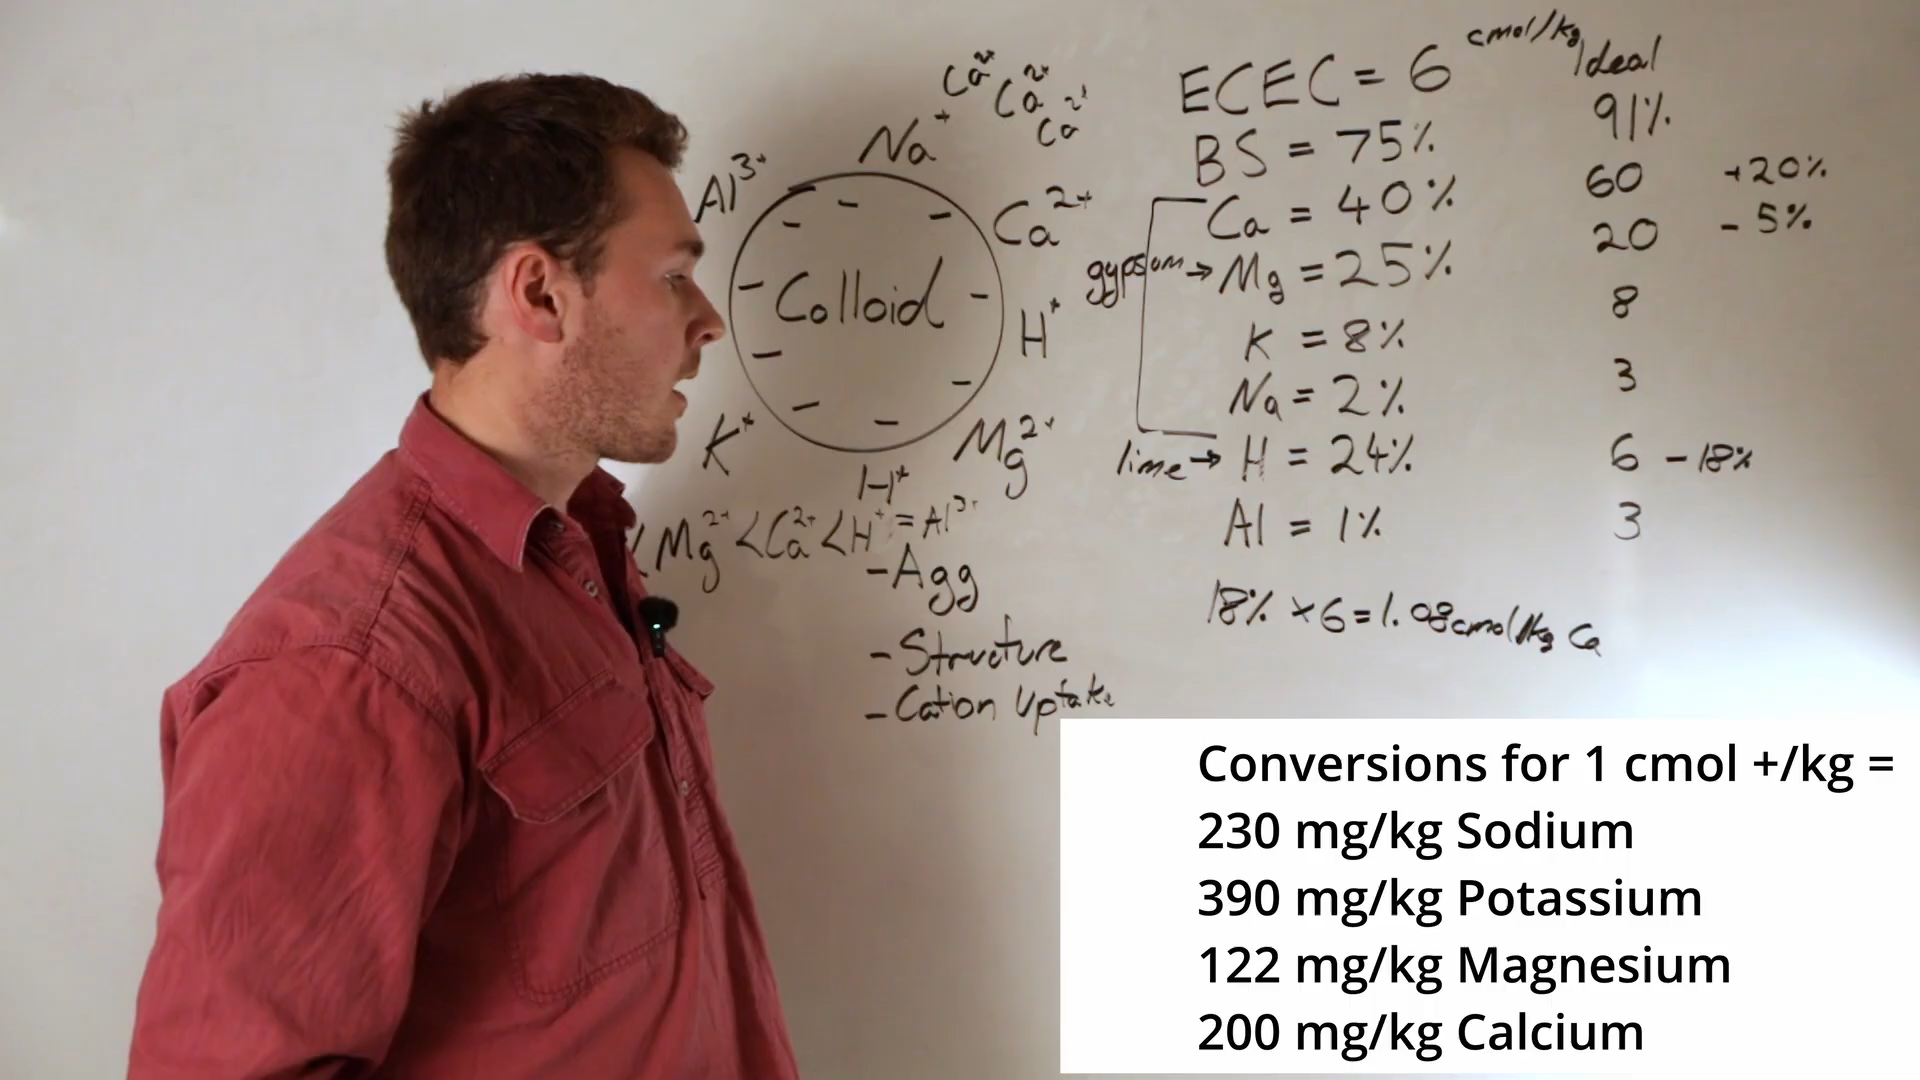 Ca2+ Ca2+ Ca2+
Na+
Al3+
Ca2+
Colloid
H+
K+
Mg2+
H+
< Mg2+ < Ca2+ < H+ = Al3+
- Agg
- Structure
- Cation Uptake
ECEC = 6 cmol/kg Ideal
BS = 75% 91%
Ca = 40% 60 +20%
gypsum → Mg = 25% 20 - 5%
K = 8% 8
Na = 2% 3
lime → H = 24% 6 - 18%
Al = 1% 3
18% × 6 = 1.08 cmol/kg Ca
Conversions for 1 cmol +/kg =
230 mg/kg Sodium
390 mg/kg Potassium
122 mg/kg Magnesium
200 mg/kg Calcium